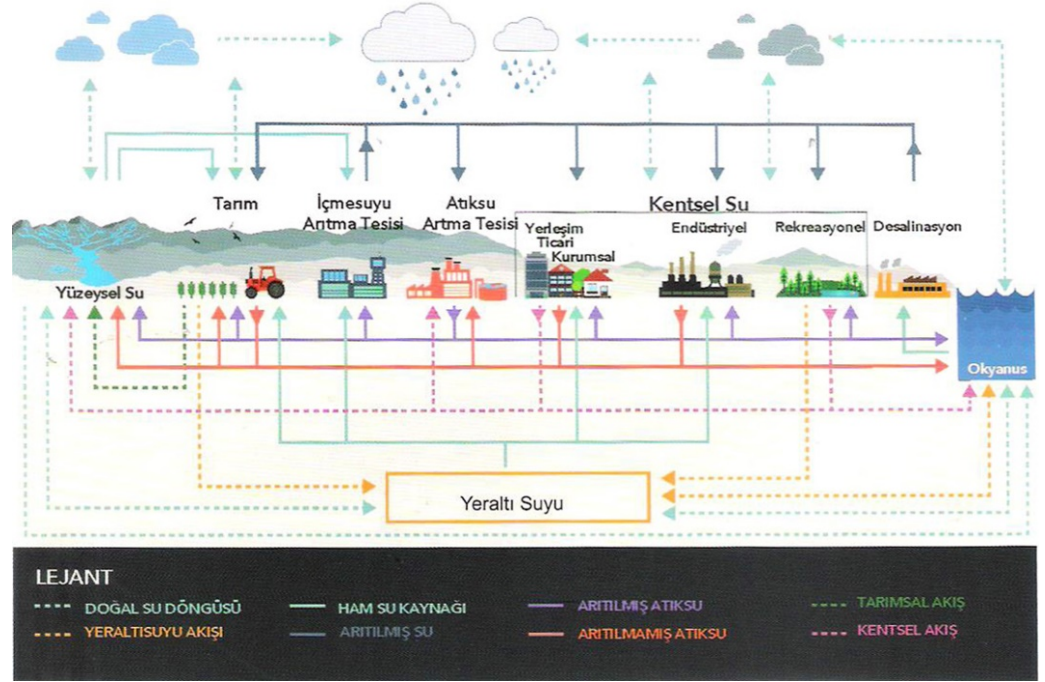 Tarım
İçmesuyu
Arıtma Tesisi
Atıksu
Artma Tesisi
Kentsel Su
Yerleşim
Ticari
Kurumsal
Endüstriyel
Rekreasyonel
Desalinasyon
Yüzeysel Su
Okyanus
Yeraltı Suyu
LEJANT
DOĞAL SU DÖNGÜSÜ
HAM SU KAYNAĞI
ARITILMIŞ ATIKSU
TARIMSAL AKIŞ
YERALTISUYU AKIŞI
ARITILMIŞ SU
ARITILMAMIŞ ATIKSU
KENTSEL AKIŞ